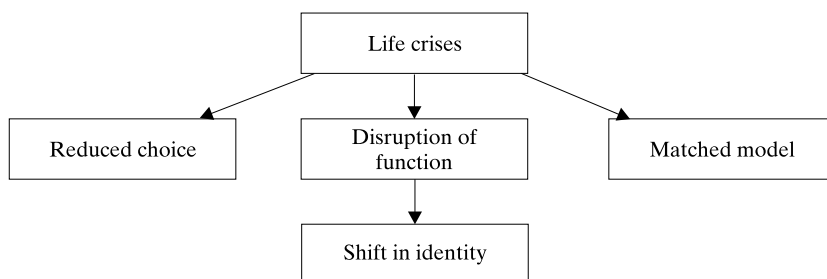 Life crises
Reduced choice
Disruption of
function
Matched model
Shift in identity